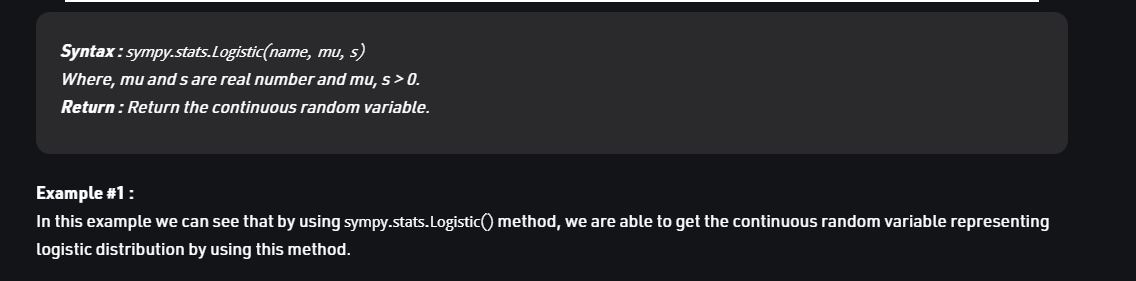 Syntax : sympy.stats.Logistic(name, mu, s)
Where, mu and s are real number and mu, s > 0.
Return : Return the continuous random variable.
Example #1 :
In this example we can see that by using sympy.stats.Logistic() method, we are able to get the continuous random variable representing
logistic distribution by using this method.